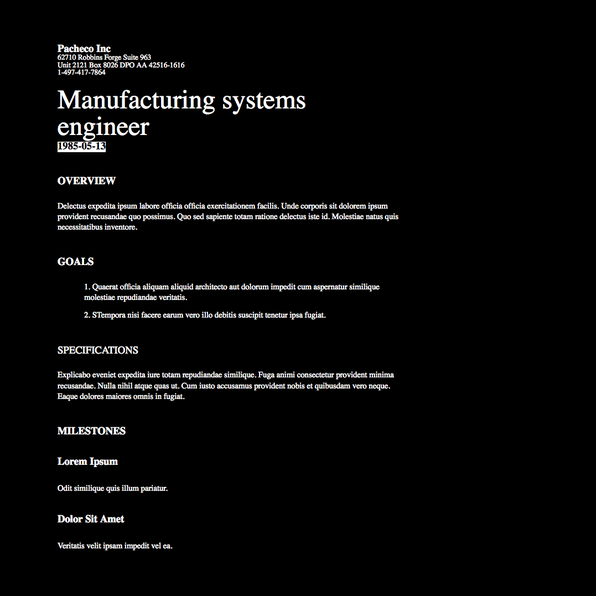 Pacheco Inc
62710 Robbins Forge Suite 963
Unit 2121 Box 8026 DPO AA 42516-1616
1-497-417-7864
Manufacturing systems
engineer
1985-05-13
OVERVIEW
Delectus expedita ipsum labore officia officia exercitationem facilis. Unde corporis sit dolorem ipsum
provident recusandae quo possimus. Quo sed sapiente totam ratione delectus iste id. Molestiae natus quis
necessitatibus inventore.
GOALS
1. Quaerat officia aliquam aliquid architecto aut dolorum impedit cum aspernatur similique
molestiae repudiandae veritatis.
2. STempora nisi facere earum vero illo debitis suscipit tenetur ipsa fugiat.
SPECIFICATIONS
Explicabo eveniet expedita iure totam repudiandae similique. Fuga animi consectetur provident minima
recusandae. Nulla nihil atque quas ut. Cum iusto accusamus provident nobis et quibusdam vero neque.
Eaque dolores maiores omnis in fugiat.
MILESTONES
Lorem Ipsum
Odit similique quis illum pariatur.
Dolor Sit Amet
Veritatis velit ipsam impedit vel ea.